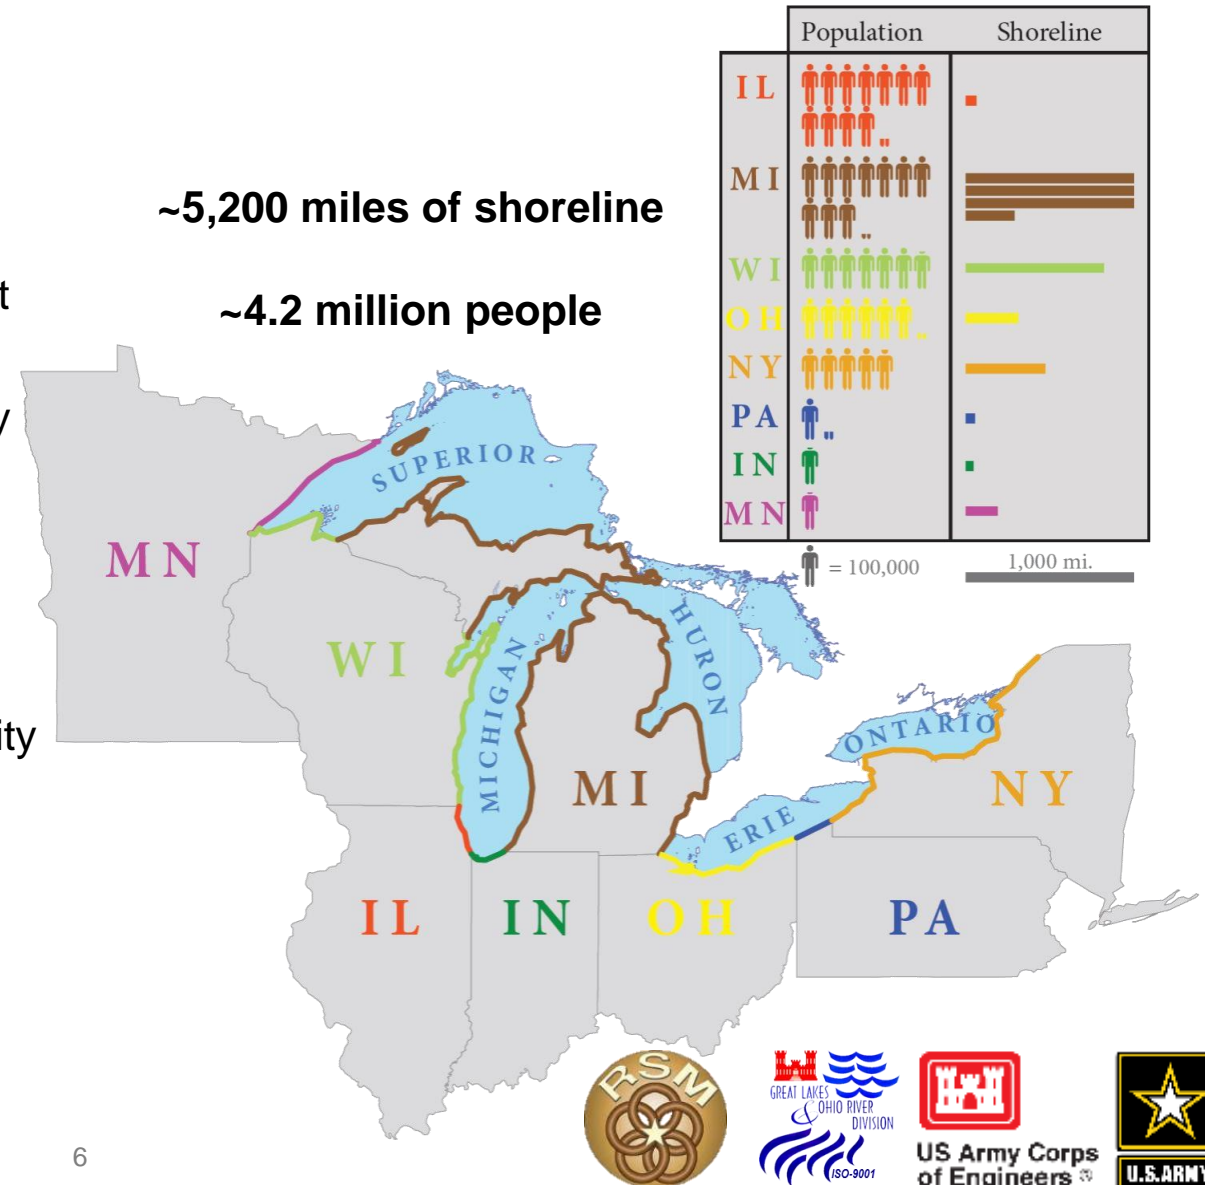 Population Shoreline
IL
MI
WI
OH
NY
PA
IN
MN
= 100,000 1,000 mi.
~5,200 miles of shoreline
t
~4.2 million people
y
ity
SUPERIOR
MN
WI
MICHIGAN
HURON
MI
ONTARIO
NY
ERIE
IL
IN
OH
PA
RSM
GREAT LAKES
& OHIO RIVER
DIVISION
ISO-9001
US Army Corps
of Engineers ®
U.S.ARMY
6